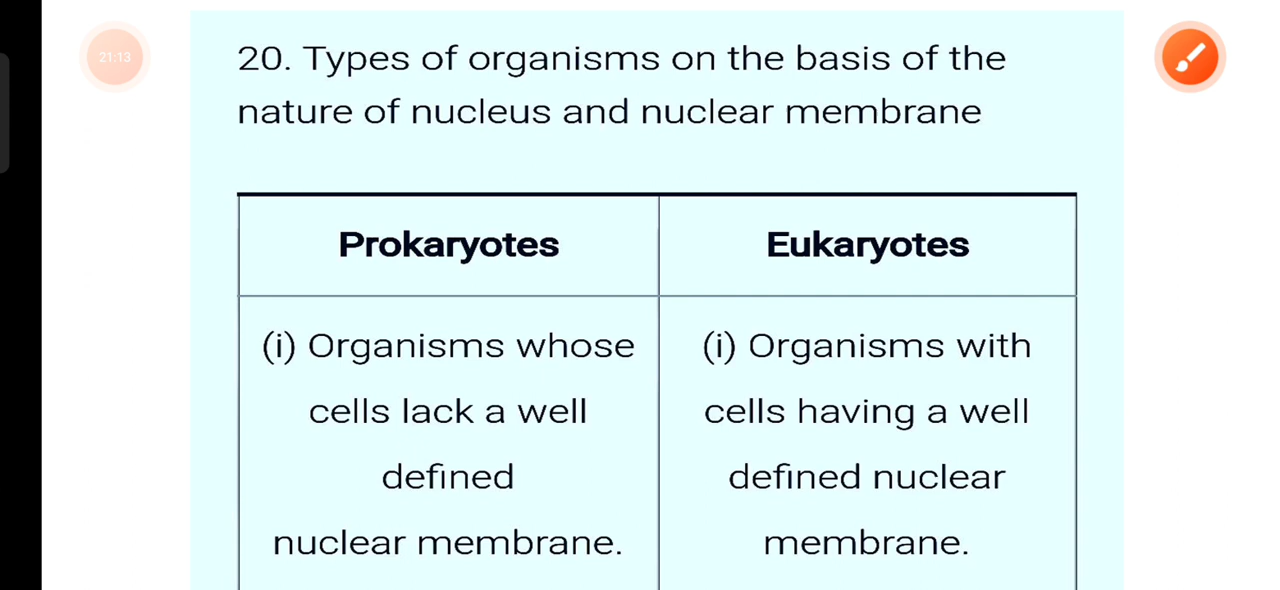 21:13
20. Types of organisms on the basis of the
nature of nucleus and nuclear membrane
Prokaryotes
Eukaryotes
(i) Organisms whose
cells lack a well
defined
nuclear membrane.
(i) Organisms with
cells having a well
defined nuclear
membrane.